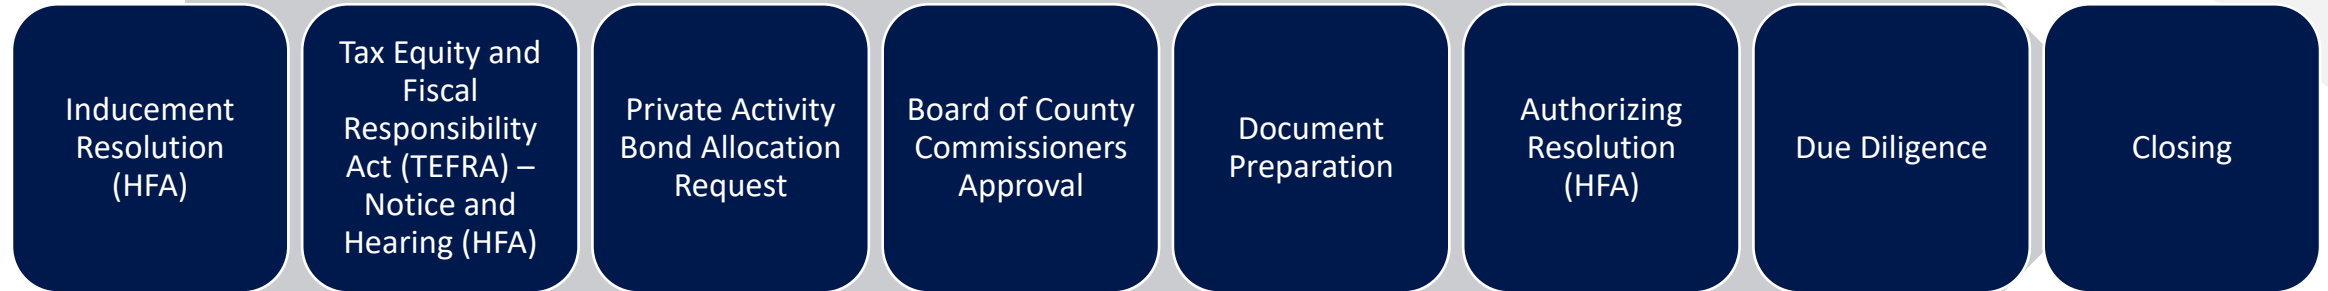 Inducement
Resolution
(HFA)
Tax Equity and
Fiscal
Responsibility
Act (TEFRA) –
Notice and
Hearing (HFA)
Private Activity
Bond Allocation
Request
Board of County
Commissioners
Approval
Document
Preparation
Authorizing
Resolution
(HFA)
Due Diligence
Closing